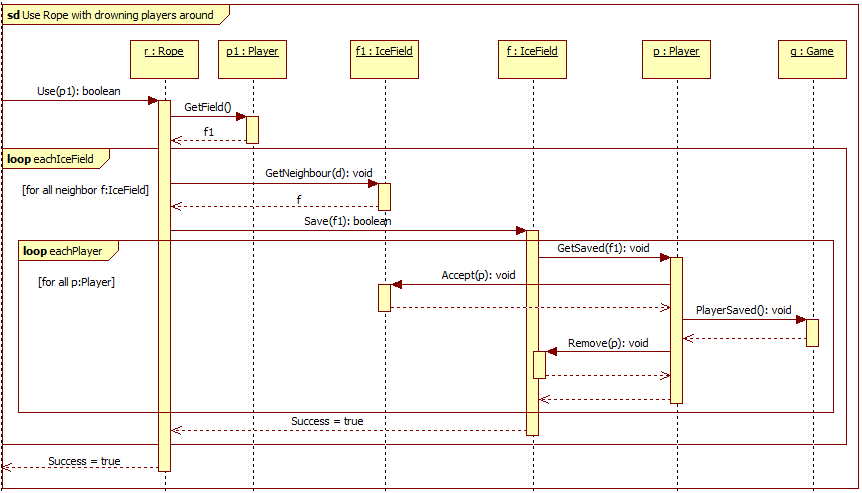 sd Use Rope with drowning players around
r : Rope
p1 : Player
f1 : IceField
f : IceField
p : Player
g : Game
Use(p1): boolean
GetField()
f1
loop eachIceField
GetNeighbour(d): void
[for all neighbor f:IceField]
f
Save(f1): boolean
loop eachPlayer
GetSaved(f1): void
Accept(p): void
[for all p:Player]
PlayerSaved(): void
Remove(p): void
Success = true
Success = true